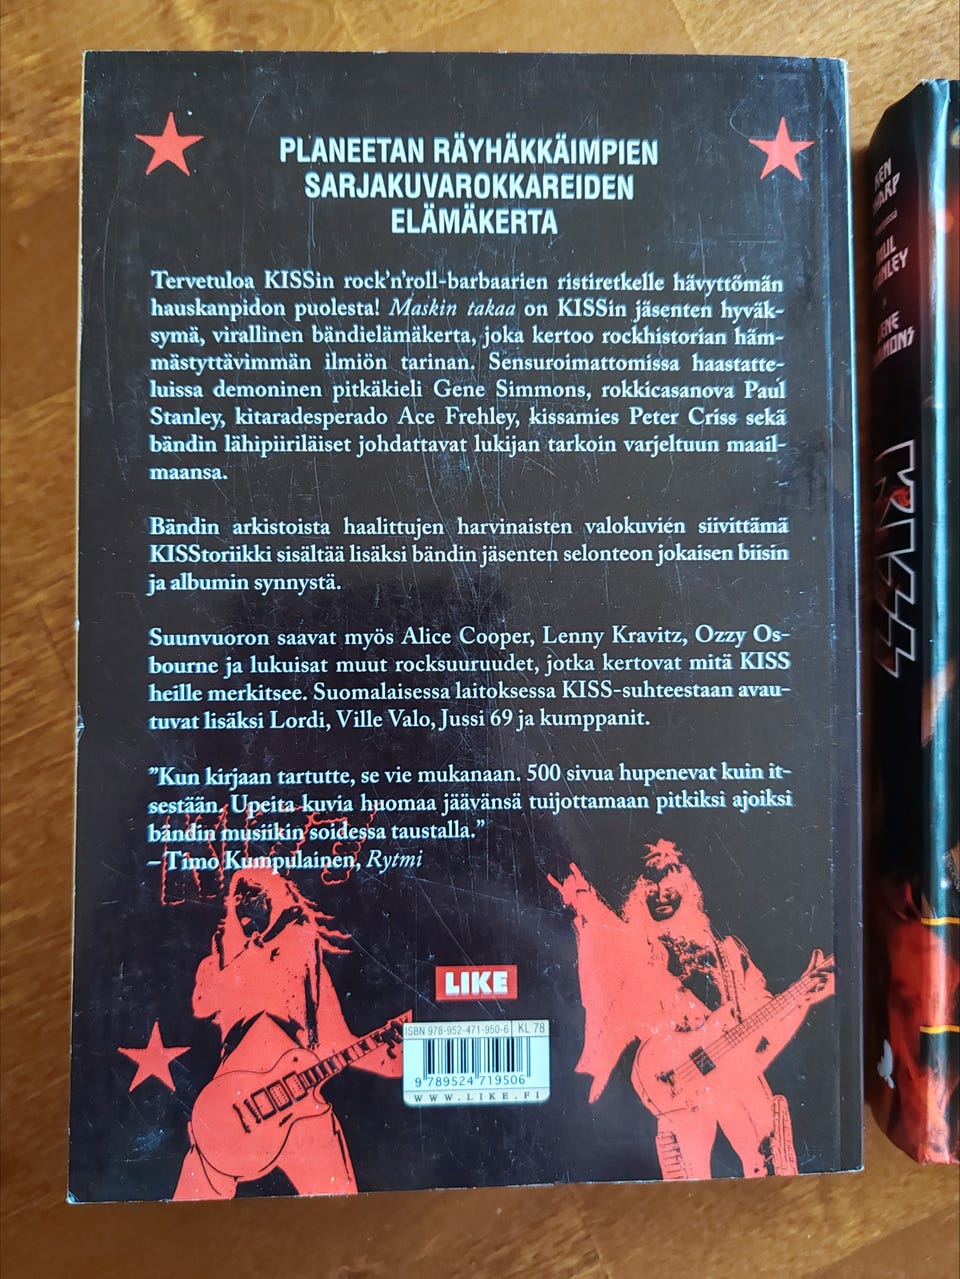 PLANEETAN RÄYHÄKKÄIMPIEN
SARJAKUVAROKKAREIDEN
ELÄMÄKERTA
Tervetuloa KISSin rock'n'roll-barbaarien ristiretkelle hävyttömän
hauskanpidon puolesta! Maskin takaa on KISSin jäsenten hyväk-
symä, virallinen bändielämäkerta, joka kertoo rockhistorian häm-
mästyttävimmän ilmiön tarinan. Sensuroimattomissa haastatte-
luissa demoninen pitkäkieli Gene Simmons, rokkicasanova Paul
Stanley, kitaradesperado Ace Frehley, kissamies Peter Criss sekä
bändin lähipiiriläiset johdattavat lukijan tarkoin varjeltuun maail-
maansa.
Bändin arkistoista haalittujen harvinaisten valokuvien siivittämä
KISStoriikki sisältää lisäksi bändin jäsenten selonteon jokaisen biisin
ja albumin synnystä.
Suunvuoron saavat myös Alice Cooper, Lenny Kravitz, Ozzy Os-
bourne ja lukuisat muut rocksuuruudet, jotka kertovat mitä KISS
heille merkitsee. Suomalaisessa laitoksessa KISS-suhteestaan avau-
tuvat lisäksi Lordi, Ville Valo, Jussi 69 ja kumppanit.
”Kun kirjaan tartutte, se vie mukanaan. 500 sivua hupenevat kuin it-
sestään. Upeita kuvia huomaa jäävänsä tuijottamaan pitkiksi ajoiksi
bändin musiikin soidessa taustalla.”
– Timo Kumpulainen, Rytmi
LIKE
ISBN 978-952-471-950-6 KL 78
9 789524 719506
WWW.LIKE.FI
KEN
SHARP
PAUL
STANLEY
GENE
SIMMONS
KISS